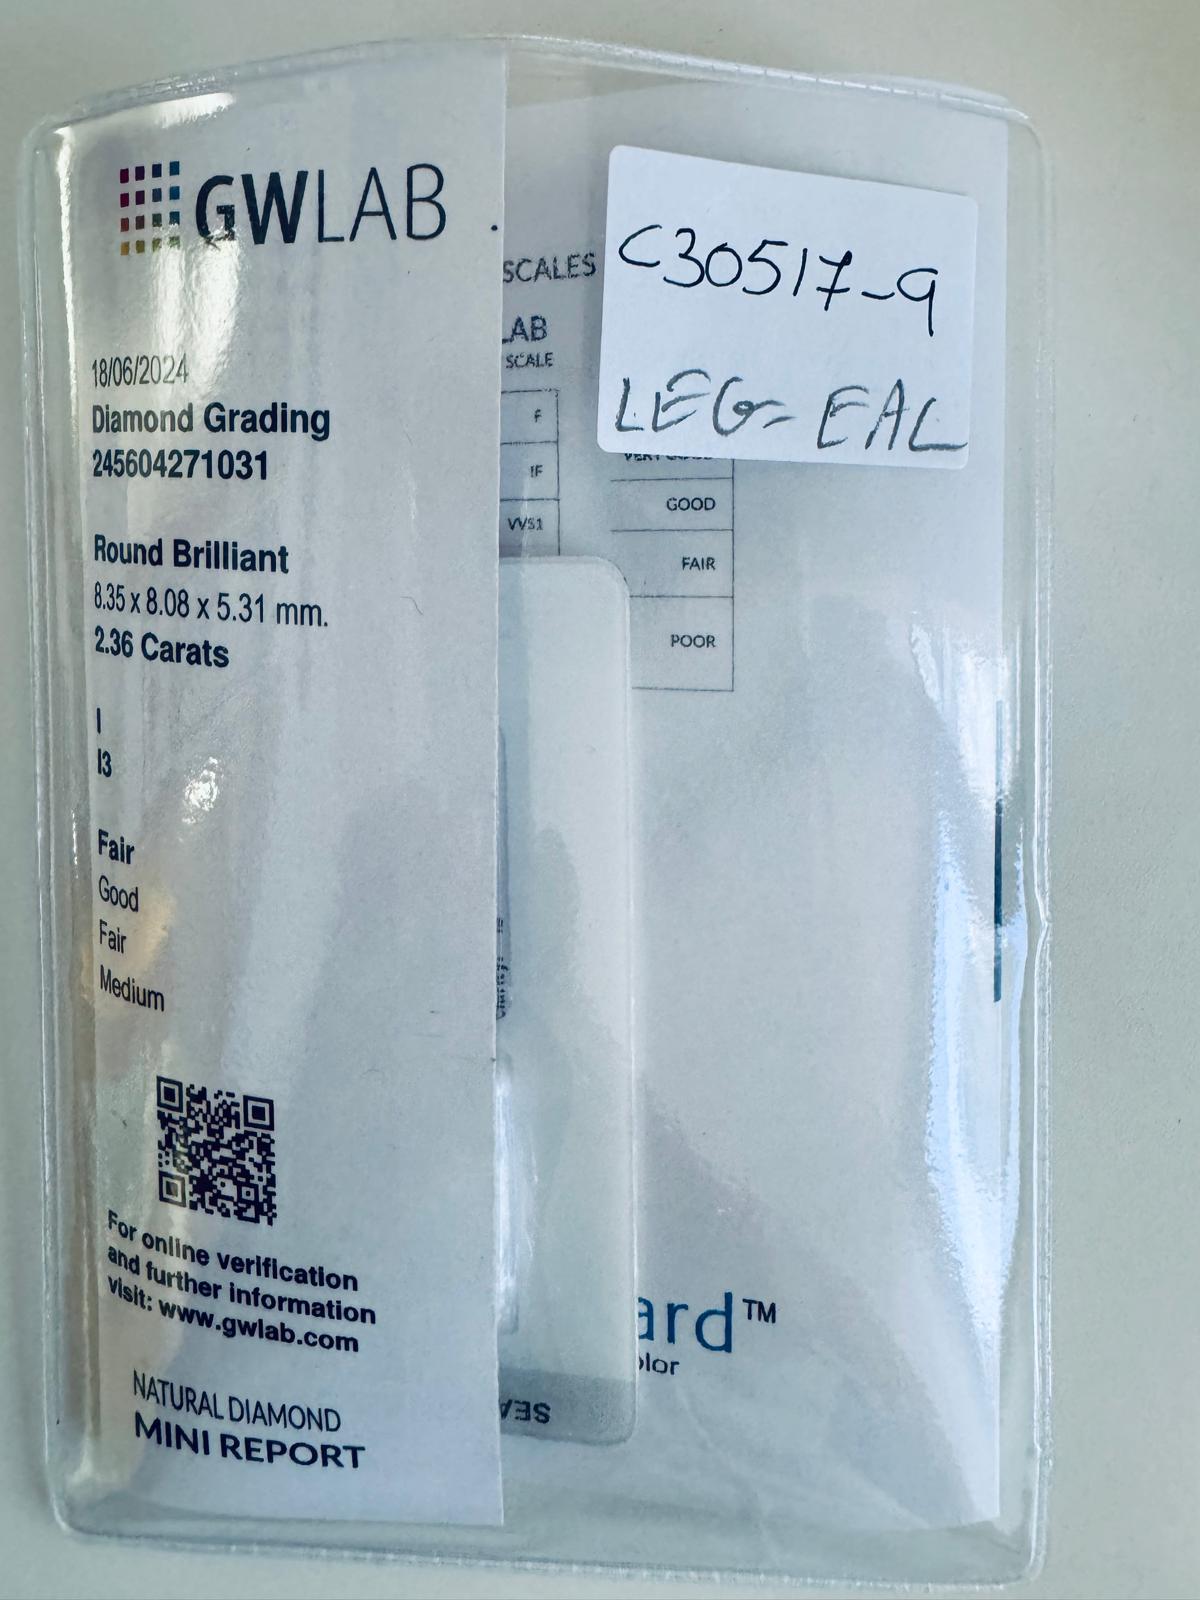 GWLAB
18/06/2024
Diamond Grading
245604271031
Round Brilliant
8.35 x 8.08 x 5.31 mm.
2.36 Carats
I
I3
Fair
Good
Fair
Medium
For online verification
and further information
visit: www.gwlab.com
NATURAL DIAMOND
MINI REPORT
SCALES
LAB
SCALE
F
IF
VVS1
C30517-9
GOOD
FAIR
POOR
ard™
olor
SEA